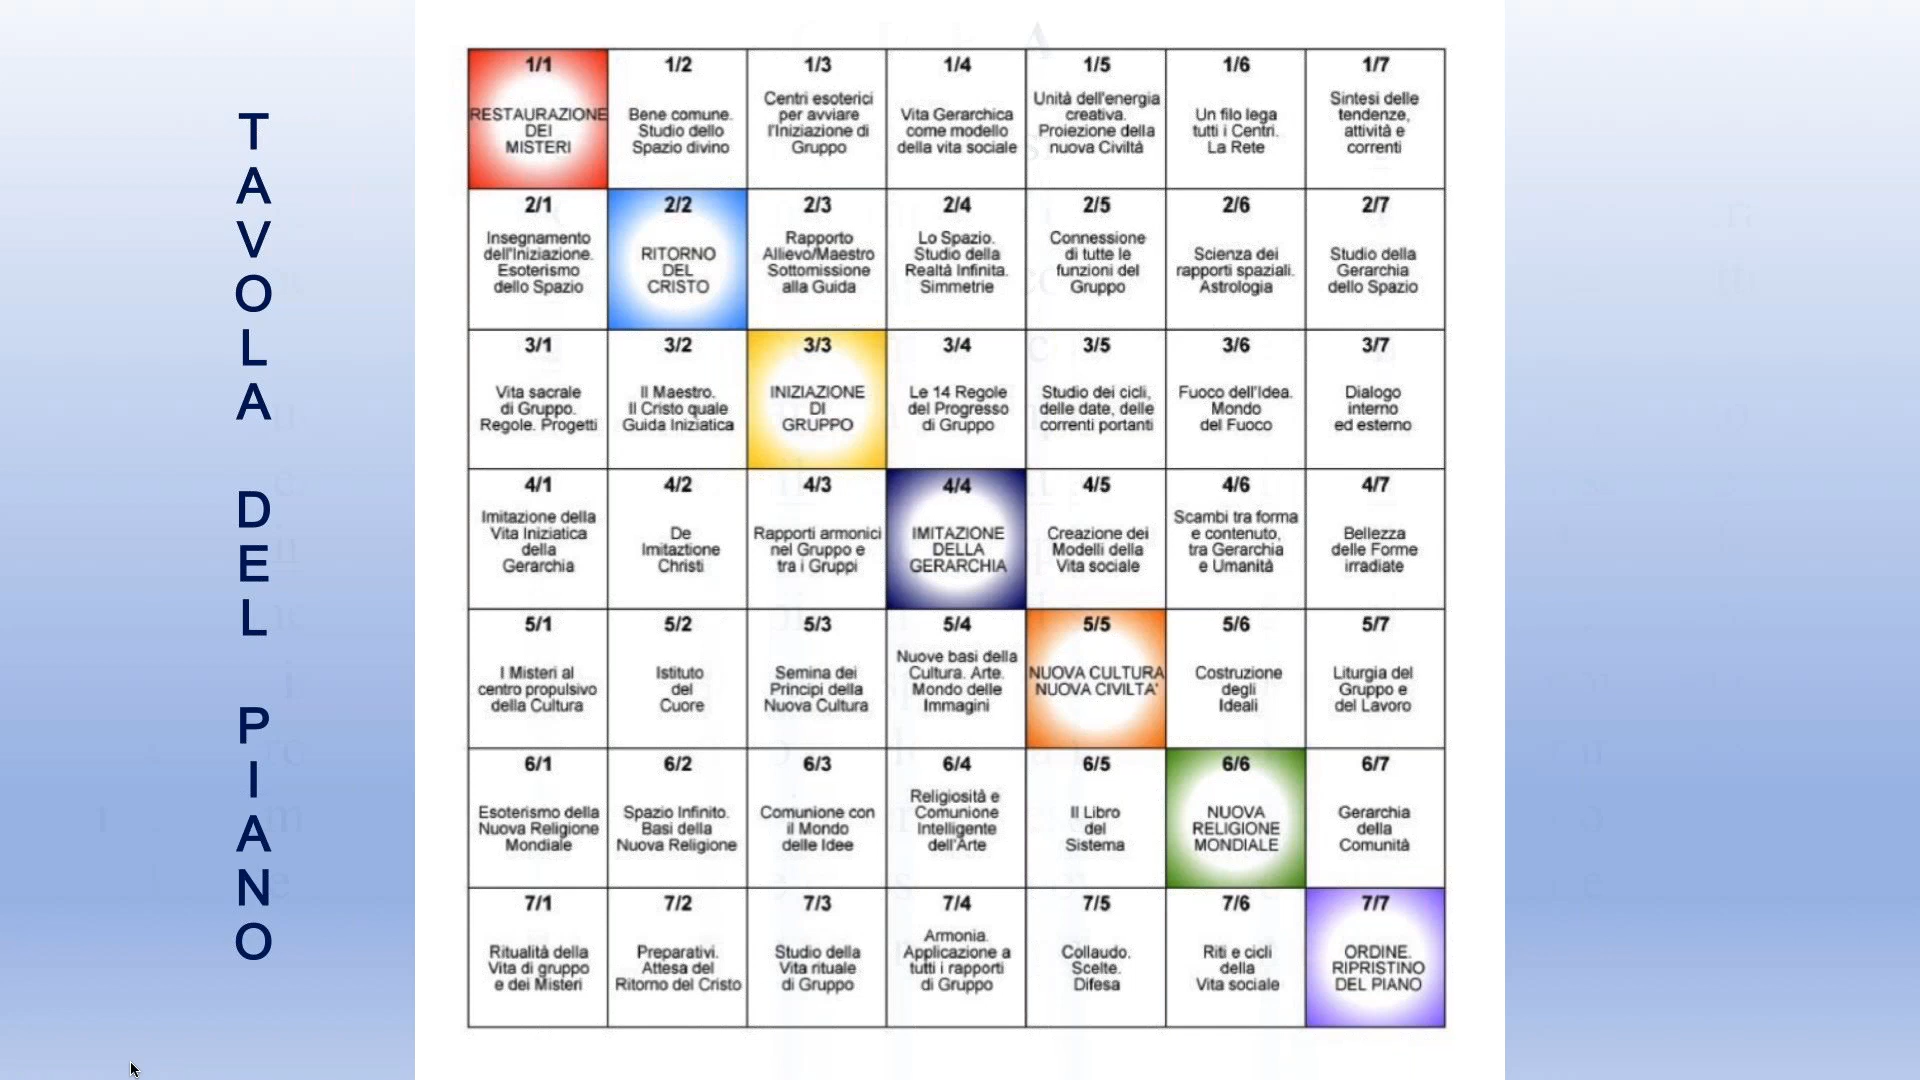 TAVOLA DEL PIANO
1/1
RESTAURAZIONE
DEI
MISTERI
1/2
Bene comune.
Studio dello
Spazio divino
1/3
Centri esoterici
per avviare
l'Iniziazione di
Gruppo
1/4
Vita Gerarchica
come modello
della vita sociale
1/5
Unità dell'energia
creativa.
Proiezione della
nuova Civiltà
1/6
Un filo lega
tutti i Centri.
La Rete
1/7
Sintesi delle
tendenze,
attività e
correnti
2/1
Insegnamento
dell'Iniziazione.
Esoterismo
dello Spazio
2/2
RITORNO
DEL
CRISTO
2/3
Rapporto
Allievo/Maestro
Sottomissione
alla Guida
2/4
Lo Spazio.
Studio della
Realtà Infinita.
Simmetrie
2/5
Connessione
di tutte le
funzioni del
Gruppo
2/6
Scienza dei
rapporti spaziali.
Astrologia
2/7
Studio della
Gerarchia
dello Spazio
3/1
Vita sacrale
di Gruppo.
Regole. Progetti
3/2
Il Maestro.
Il Cristo quale
Guida Iniziatica
3/3
INIZIAZIONE
DI
GRUPPO
3/4
Le 14 Regole
del Progresso
di Gruppo
3/5
Studio dei cicli,
delle date, delle
correnti portanti
3/6
Fuoco dell'Idea.
Mondo
del Fuoco
3/7
Dialogo
interno
ed esterno
4/1
Imitazione della
Vita Iniziatica
della
Gerarchia
4/2
De
Imitaztione
Christi
4/3
Rapporti armonici
nel Gruppo e
tra i Gruppi
4/4
IMITAZIONE
DELLA
GERARCHIA
4/5
Creazione dei
Modelli della
Vita sociale
4/6
Scambi tra forma
e contenuto,
tra Gerarchia
e Umanità
4/7
Bellezza
delle Forme
irradiate
5/1
I Misteri al
centro propulsivo
della Cultura
5/2
Istituto
del
Cuore
5/3
Semina dei
Principi della
Nuova Cultura
5/4
Nuove basi della
Cultura. Arte.
Mondo delle
Immagini
5/5
NUOVA CULTURA
NUOVA CIVILTA'
5/6
Costruzione
degli
Ideali
5/7
Liturgia del
Gruppo e
del Lavoro
6/1
Esoterismo della
Nuova Religione
Mondiale
6/2
Spazio Infinito.
Basi della
Nuova Religione
6/3
Comunione con
il Mondo
delle Idee
6/4
Religiosità e
Comunione
Intelligente
dell'Arte
6/5
Il Libro
del
Sistema
6/6
NUOVA
RELIGIONE
MONDIALE
6/7
Gerarchia
della
Comunità
7/1
Ritualità della
Vita di gruppo
e dei Misteri
7/2
Preparativi.
Attesa del
Ritorno del Cristo
7/3
Studio della
Vita rituale
di Gruppo
7/4
Armonia.
Applicazione a
tutti i rapporti
di Gruppo
7/5
Collaudo.
Scelte.
Difesa
7/6
Riti e cicli
della
Vita sociale
7/7
ORDINE.
RIPRISTINO
DEL PIANO